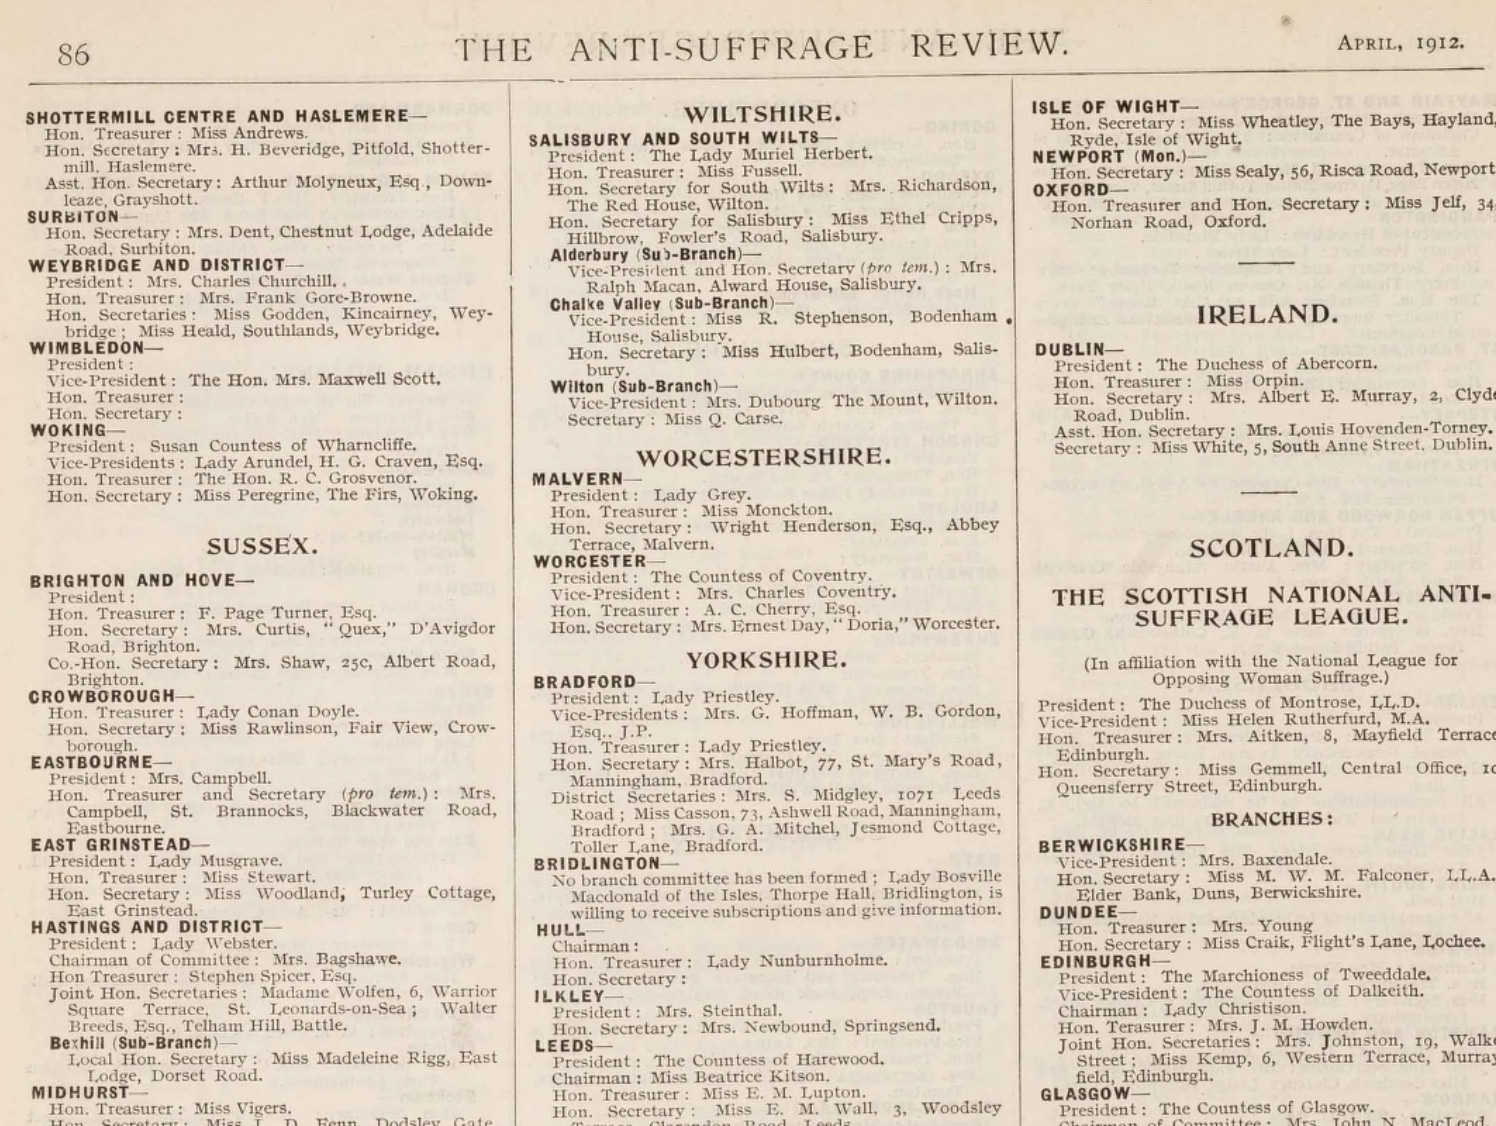 86
THE ANTI-SUFFRAGE REVIEW.
APRIL, 1912.
SHOTTERMILL CENTRE AND HASLEMERE—
Hon. Treasurer: Miss Andrews.
Hon. Secretary: Mrs. H. Beveridge, Pitfold, Shotter-
mill, Haslemere.
Asst. Hon. Secretary: Arthur Molyneux, Esq., Down-
leaze, Grayshott.
SURBITON—
Hon. Secretary: Mrs. Dent, Chestnut Lodge, Adelaide
Road, Surbiton.
WEYBRIDGE AND DISTRICT—
President: Mrs. Charles Churchill.
Hon. Treasurer: Mrs. Frank Gore-Browne.
Hon. Secretaries: Miss Godden, Kincairney, Wey-
bridge; Miss Heald, Southlands, Weybridge.
WIMBLEDON—
President:
Vice-President: The Hon. Mrs. Maxwell Scott.
Hon. Treasurer:
Hon. Secretary:
WOKING—
President: Susan Countess of Wharncliffe.
Vice-Presidents: Lady Arundel, H. G. Craven, Esq.
Hon. Treasurer: The Hon. R. C. Grosvenor.
Hon. Secretary: Miss Peregrine, The Firs, Woking.
SUSSEX.
BRIGHTON AND HOVE—
President:
Hon. Treasurer: F. Page Turner, Esq.
Hon. Secretary: Mrs. Curtis, "Quex," D'Avigdor
Road, Brighton.
Co.-Hon. Secretary: Mrs. Shaw, 25c, Albert Road,
Brighton.
CROWBOROUGH—
Hon. Treasurer: Lady Conan Doyle.
Hon. Secretary: Miss Rawlinson, Fair View, Crow-
borough.
EASTBOURNE—
President: Mrs. Campbell.
Hon. Treasurer and Secretary (pro tem.): Mrs.
Campbell, St. Brannocks, Blackwater Road,
Eastbourne.
EAST GRINSTEAD—
President: Lady Musgrave.
Hon. Treasurer: Miss Stewart.
Hon. Secretary: Miss Woodland, Turley Cottage,
East Grinstead.
HASTINGS AND DISTRICT—
President: Lady Webster.
Chairman of Committee: Mrs. Bagshawe.
Hon Treasurer: Stephen Spicer, Esq.
Joint Hon. Secretaries: Madame Wolfen, 6, Warrior
Square Terrace, St. Leonards-on-Sea; Walter
Breeds, Esq., Telham Hill, Battle.
Bexhill (Sub-Branch)—
Local Hon. Secretary: Miss Madeleine Rigg, East
Lodge, Dorset Road.
MIDHURST—
Hon. Treasurer: Miss Vigers.
Hon. Secretary: Miss L. D. Fenn, Dodsley Gate,
WILTSHIRE.
SALISBURY AND SOUTH WILTS—
President: The Lady Muriel Herbert.
Hon. Treasurer: Miss Fussell.
Hon. Secretary for South Wilts: Mrs. Richardson,
The Red House, Wilton.
Hon. Secretary for Salisbury: Miss Ethel Cripps,
Hillbrow, Fowler's Road, Salisbury.
Alderbury (Sub-Branch)—
Vice-President and Hon. Secretary (pro tem.): Mrs.
Ralph Macan, Alward House, Salisbury.
Chalke Valley (Sub-Branch)—
Vice-President: Miss R. Stephenson, Bodenham
House, Salisbury.
Hon. Secretary: Miss Hulbert, Bodenham, Salis-
bury.
Wilton (Sub-Branch)—
Vice-President: Mrs. Dubourg The Mount, Wilton.
Secretary: Miss Q. Carse.
WORCESTERSHIRE.
MALVERN—
President: Lady Grey.
Hon. Treasurer: Miss Monckton.
Hon. Secretary: Wright Henderson, Esq., Abbey
Terrace, Malvern.
WORCESTER—
President: The Countess of Coventry.
Vice-President: Mrs. Charles Coventry.
Hon. Treasurer: A. C. Cherry, Esq.
Hon. Secretary: Mrs. Ernest Day, "Doria," Worcester.
YORKSHIRE.
BRADFORD—
President: Lady Priestley.
Vice-Presidents: Mrs. G. Hoffman, W. B. Gordon,
Esq., J.P.
Hon. Treasurer: Lady Priestley.
Hon. Secretary: Mrs. Halbot, 77, St. Mary's Road,
Manningham, Bradford.
District Secretaries: Mrs. S. Midgley, 1071 Leeds
Road; Miss Casson, 73, Ashwell Road, Manningham,
Bradford; Mrs. G. A. Mitchel, Jesmond Cottage,
Toller Lane, Bradford.
BRIDLINGTON—
No branch committee has been formed; Lady Bosville
Macdonald of the Isles, Thorpe Hall, Bridlington, is
willing to receive subscriptions and give information.
HULL—
Chairman:
Hon. Treasurer: Lady Nunburnholme.
Hon. Secretary:
ILKLEY—
President: Mrs. Steinthal.
Hon. Secretary: Mrs. Newbound, Springsend.
LEEDS—
President: The Countess of Harewood.
Chairman: Miss Beatrice Kitson.
Hon. Treasurer: Miss E. M. Lupton.
Hon. Secretary: Miss E. M. Wall, 3, Woodsley
Terrace, Clarendon Road, Leeds.
ISLE OF WIGHT—
Hon. Secretary: Miss Wheatley, The Bays, Hayland,
Ryde, Isle of Wight.
NEWPORT (Mon.)—
Hon. Secretary: Miss Sealy, 56, Risca Road, Newport
OXFORD—
Hon. Treasurer and Hon. Secretary: Miss Jelf, 34,
Norhan Road, Oxford.
IRELAND.
DUBLIN—
President: The Duchess of Abercorn.
Hon. Treasurer: Miss Orpin.
Hon. Secretary: Mrs. Albert E. Murray, 2, Clyde
Road, Dublin.
Asst. Hon. Secretary: Mrs. Louis Hovenden-Torney.
Secretary: Miss White, 5, South Anne Street, Dublin.
SCOTLAND.
THE SCOTTISH NATIONAL ANTI-
SUFFRAGE LEAGUE.
(In affiliation with the National League for
Opposing Woman Suffrage.)
President: The Duchess of Montrose, LL.D.
Vice-President: Miss Helen Rutherfurd, M.A.
Hon. Treasurer: Mrs. Aitken, 8, Mayfield Terrace
Edinburgh.
Hon. Secretary: Miss Gemmell, Central Office, 10
Queensferry Street, Edinburgh.
BRANCHES:
BERWICKSHIRE—
Vice-President: Mrs. Baxendale.
Hon. Secretary: Miss M. W. M. Falconer, LL.A.
Elder Bank, Duns, Berwickshire.
DUNDEE—
Hon. Treasurer: Mrs. Young
Hon. Secretary: Miss Craik, Flight's Lane, Lochee.
EDINBURGH—
President: The Marchioness of Tweeddale.
Vice-President: The Countess of Dalkeith.
Chairman: Lady Christison.
Hon. Terasurer: Mrs. J. M. Howden.
Joint Hon. Secretaries: Mrs. Johnston, 19, Walke
Street; Miss Kemp, 6, Western Terrace, Murray
field, Edinburgh.
GLASGOW—
President: The Countess of Glasgow.
Chairman of Committee: Mrs. John N. MacLeod.